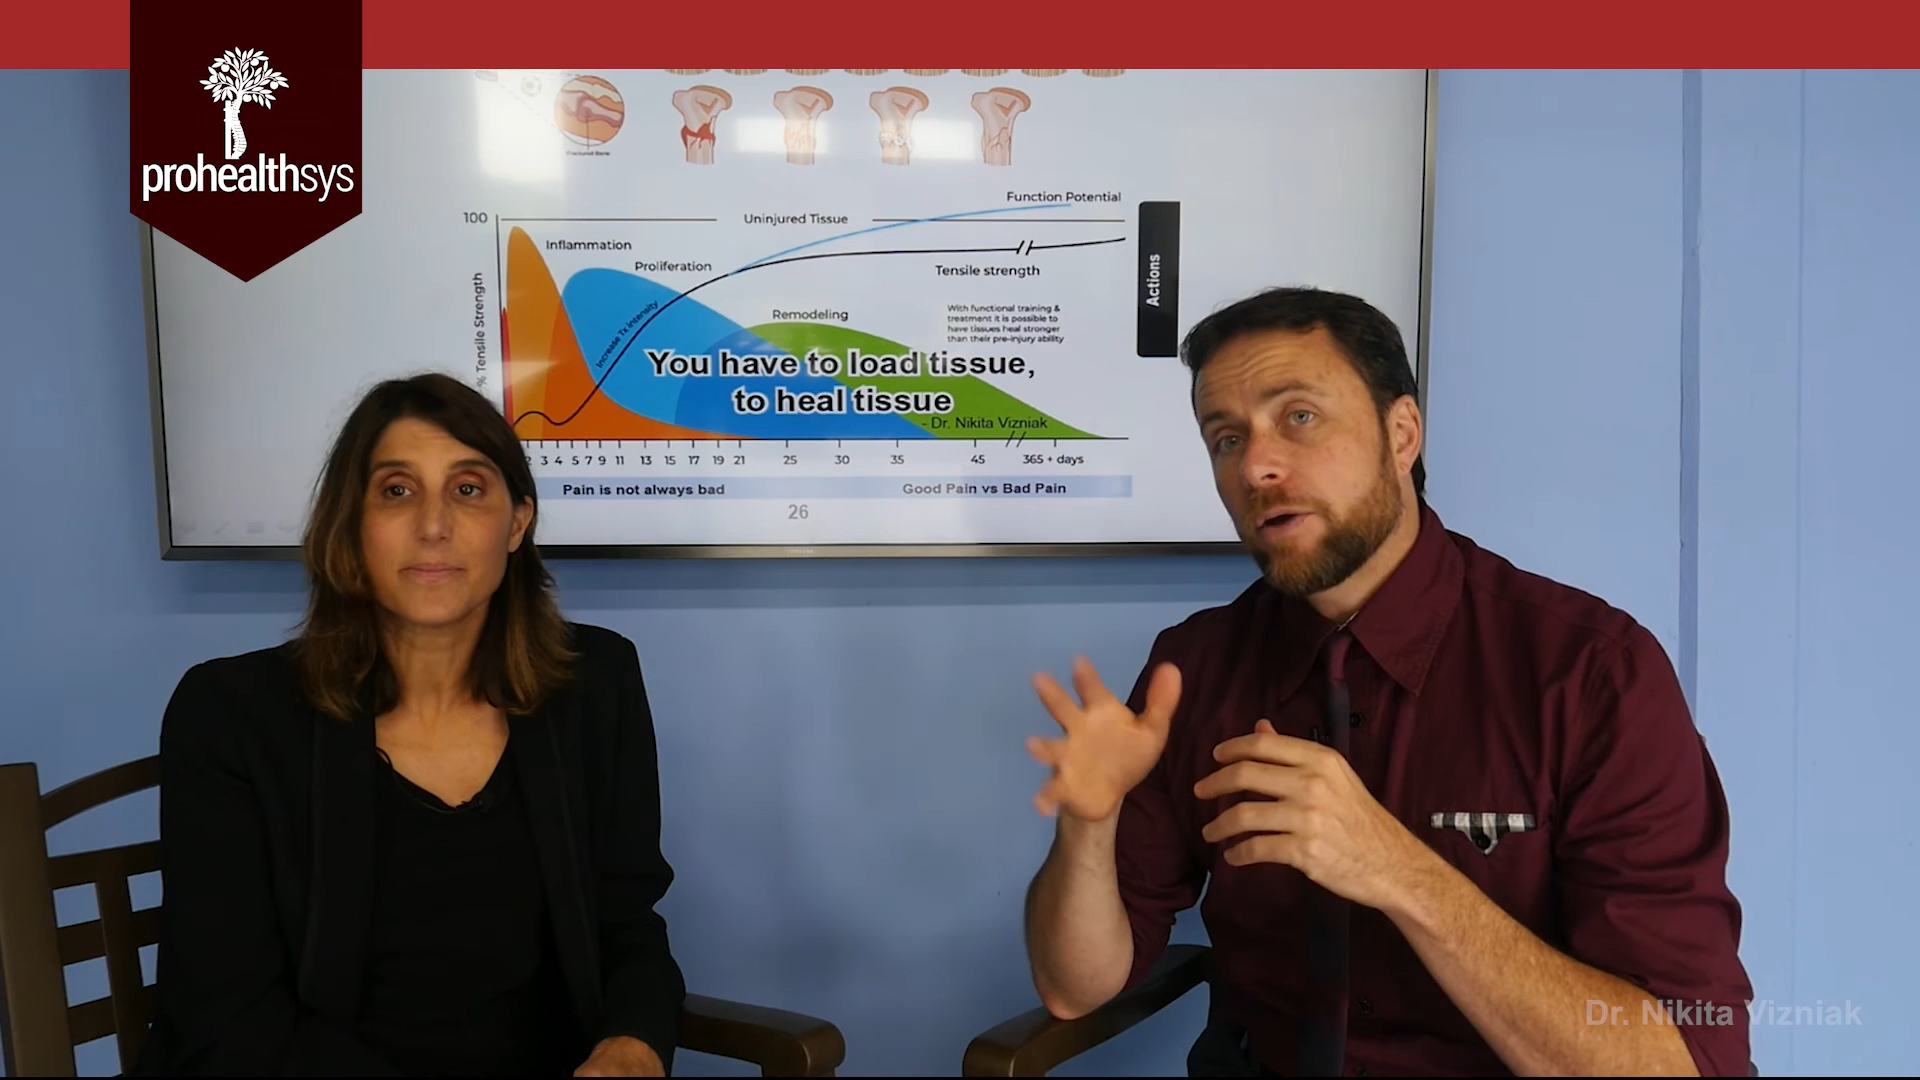 prohealthsys
Fractured Bone
Function Potential
100
Uninjured Tissue
Inflammation
Proliferation
Tensile strength
Actions
% Tensile Strength
Increase Tx intensity
Remodeling
With functional training &
treatment it is possible to
have tissues heal stronger
than their pre-injury ability
You have to load tissue,
to heal tissue
- Dr. Nikita Vizniak
2 3 4 5 7 9 11 13 15 17 19 21 25 30 35 45 365 + days
Pain is not always bad
Good Pain vs Bad Pain
26
Dr. Nikita Vizniak